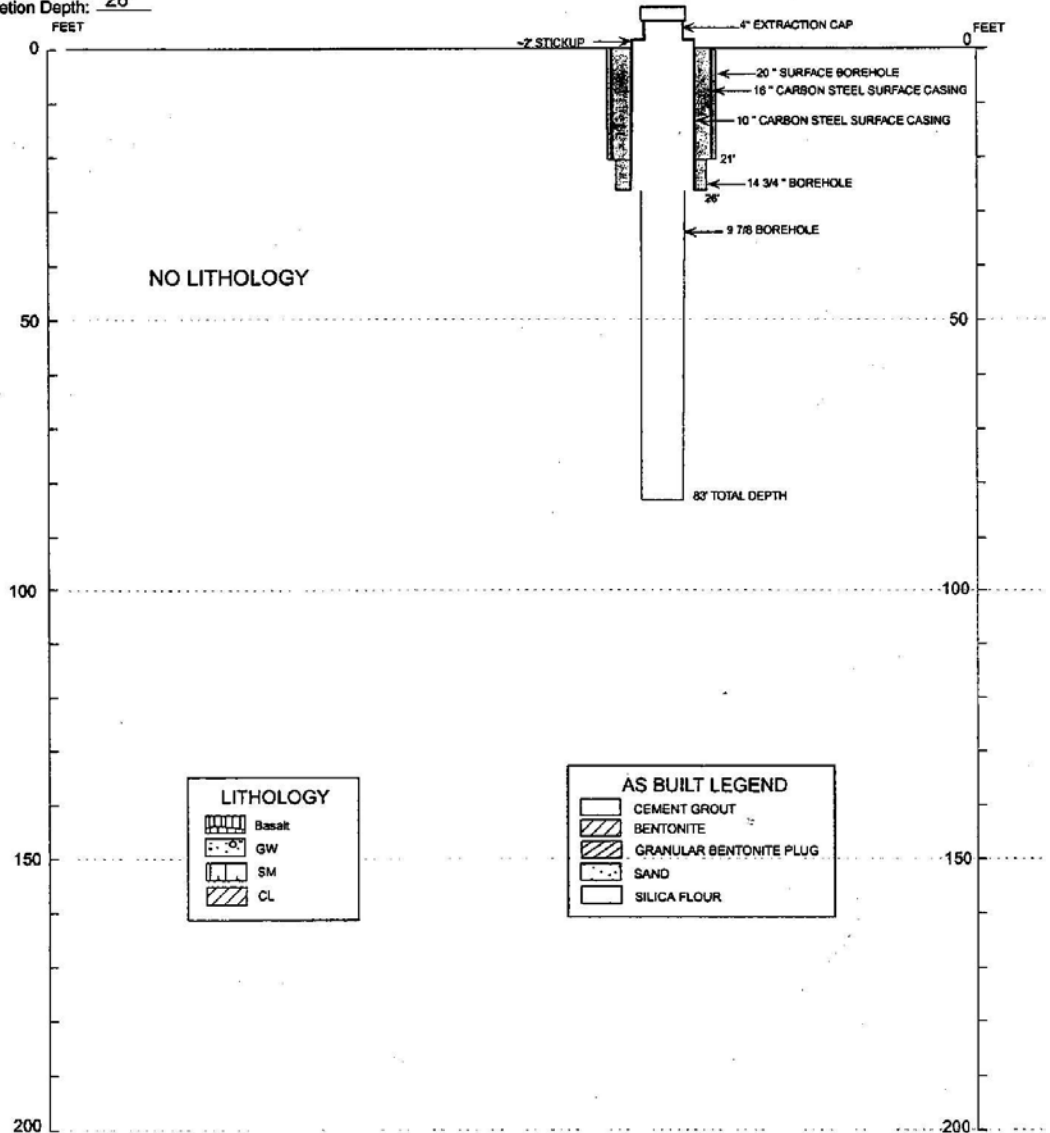 etion Depth: 26
FEET
FEET
0
0
4" EXTRACTION CAP
~2' STICKUP
20 " SURFACE BOREHOLE
16 " CARBON STEEL SURFACE CASING
10 " CARBON STEEL SURFACE CASING
21'
14 3/4 " BOREHOLE
26'
9 7/8 BOREHOLE
NO LITHOLOGY
50
50
83' TOTAL DEPTH
100
100
LITHOLOGY
Basalt
GW
SM
CL
AS BUILT LEGEND
CEMENT GROUT
BENTONITE
GRANULAR BENTONITE PLUG
SAND
SILICA FLOUR
150
150
200
200